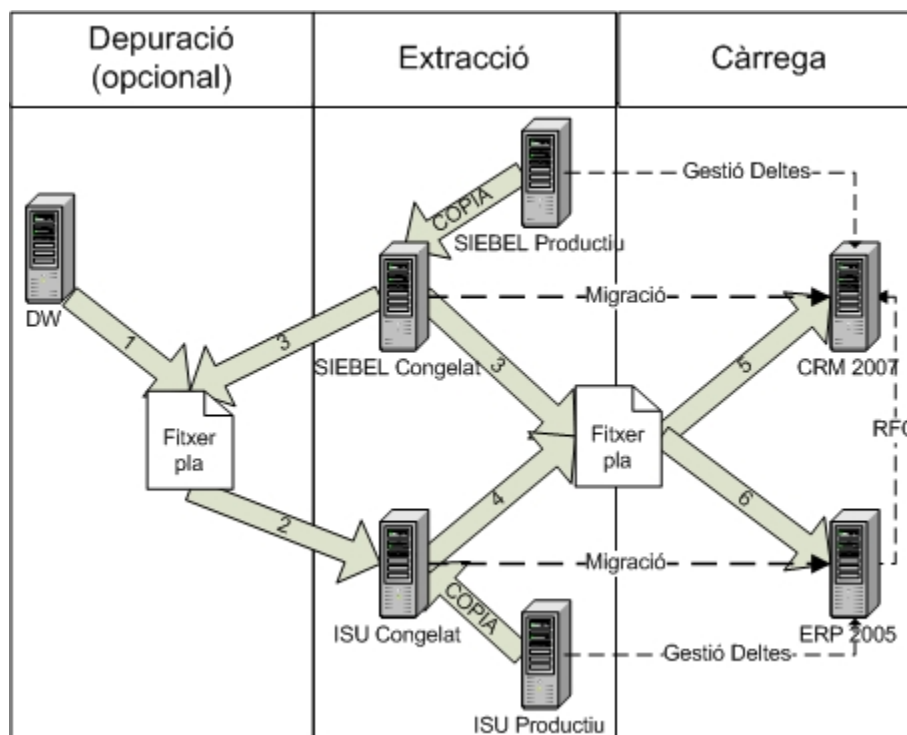 Depuració
(opcional)
Extracció
Càrrega
Gestió Deltes
COPIA
SIEBEL Productiu
DW
Migració
1
3
SIEBEL Congelat
3
5
CRM 2007
Fitxer
pla
Fitxer
pla
RFC
2
4
6
Migració
ISU Congelat
COPIA
ERP 2005
Gestió Deltes
ISU Productiu